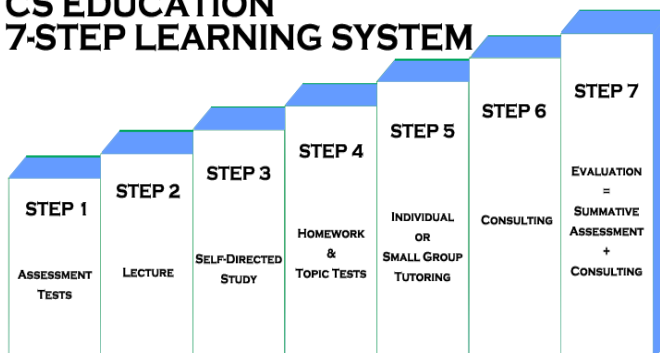 CS EDUCATION
7-STEP LEARNING SYSTEM
STEP 1
ASSESSMENT
TESTS
STEP 2
LECTURE
STEP 3
SELF-DIRECTED
STUDY
STEP 4
HOMEWORK
&
TOPIC TESTS
STEP 5
INDIVIDUAL
OR
SMALL GROUP
TUTORING
STEP 6
CONSULTING
STEP 7
EVALUATION
=
SUMMATIVE
ASSESSMENT
+
CONSULTING